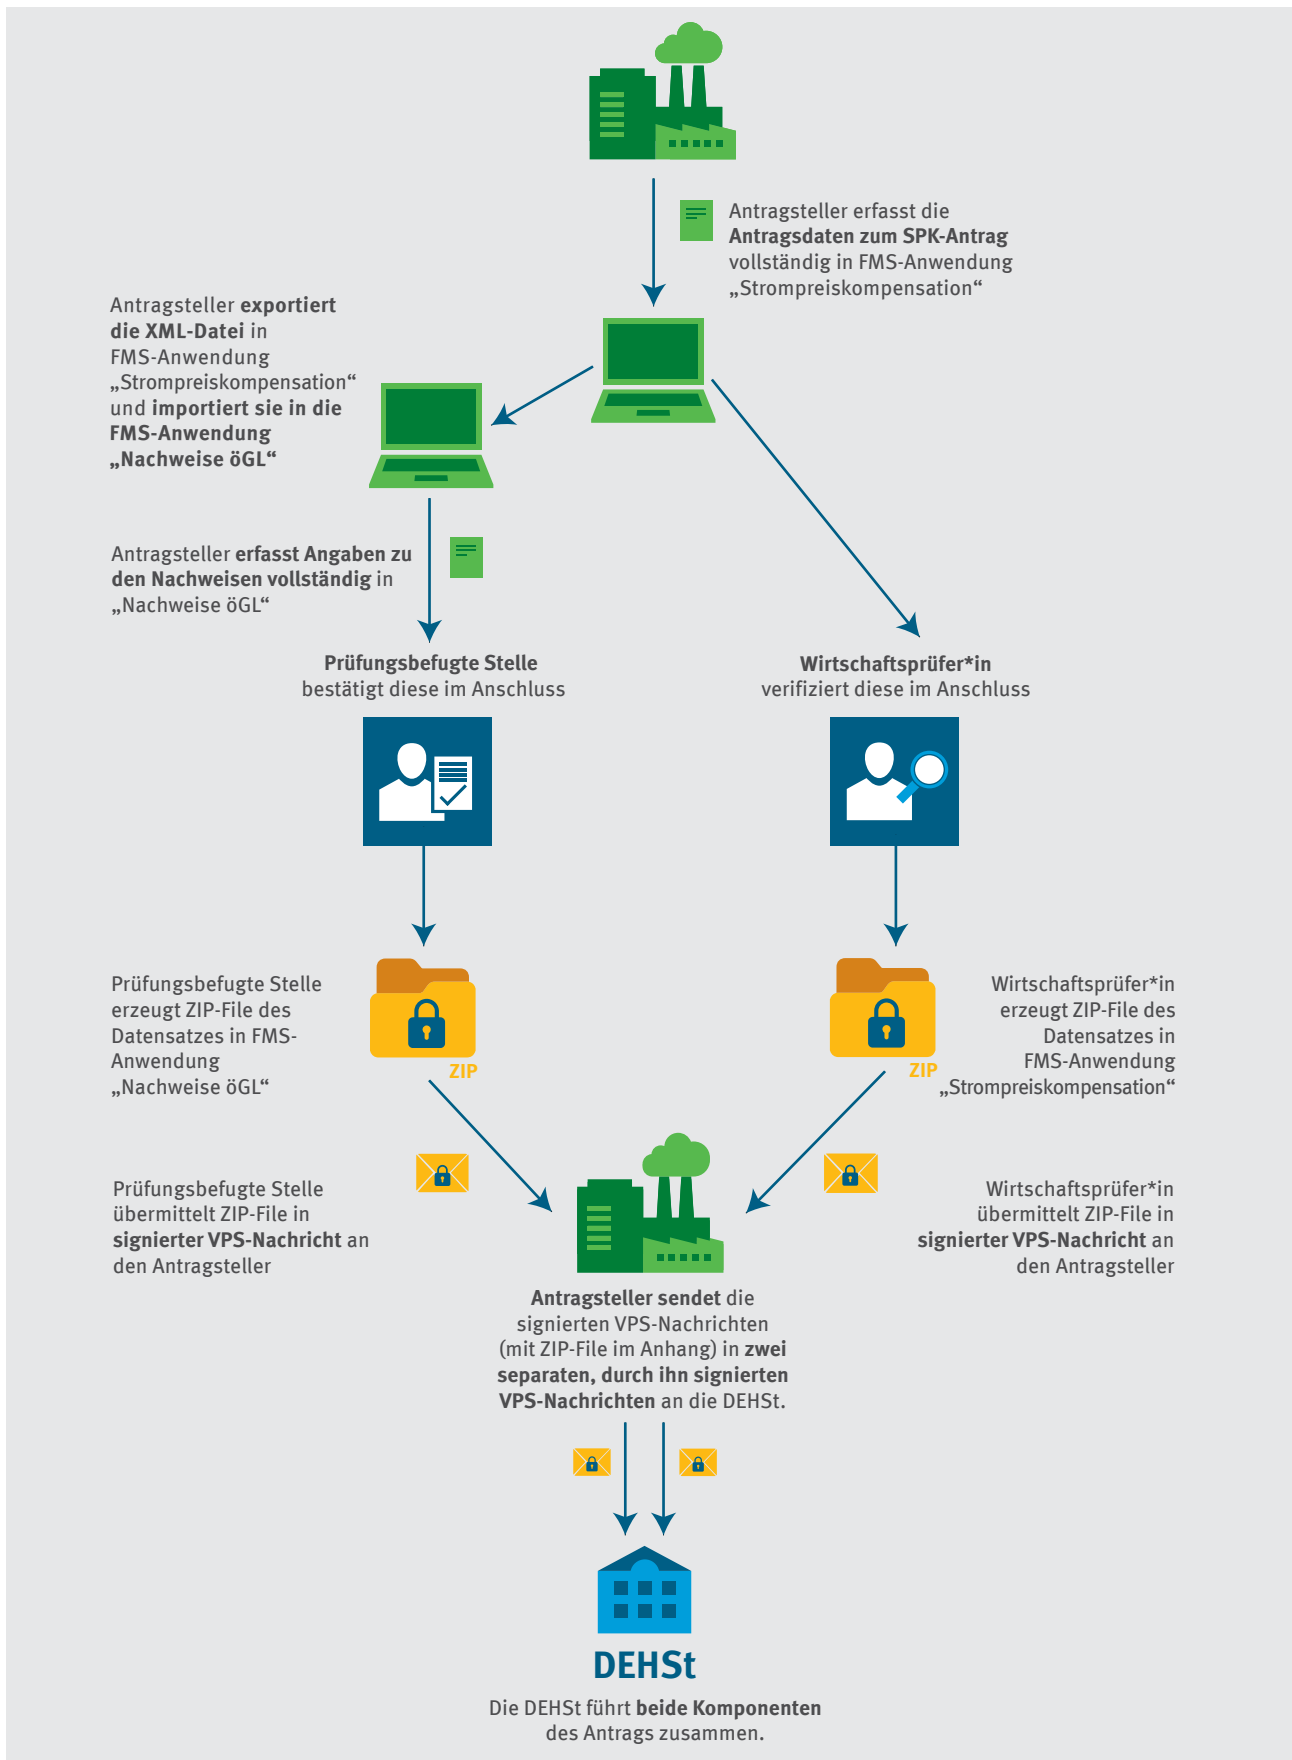 Antragsteller erfasst die
Antragsdaten zum SPK-Antrag
vollständig in FMS-Anwendung
„Strompreiskompensation“
Antragsteller exportiert
die XML-Datei in
FMS-Anwendung
„Strompreiskompensation“
und importiert sie in die
FMS-Anwendung
„Nachweise öGL“
Antragsteller erfasst Angaben zu
den Nachweisen vollständig in
„Nachweise öGL“
Prüfungsbefugte Stelle
bestätigt diese im Anschluss
Wirtschaftsprüfer*in
verifiziert diese im Anschluss
Prüfungsbefugte Stelle
erzeugt ZIP-File des
Datensatzes in FMS-
Anwendung
„Nachweise öGL“
ZIP
Wirtschaftsprüfer*in
erzeugt ZIP-File des
Datensatzes in
FMS-Anwendung
„Strompreiskompensation“
ZIP
Prüfungsbefugte Stelle
übermittelt ZIP-File in
signierter VPS-Nachricht an
den Antragsteller
Wirtschaftsprüfer*in
übermittelt ZIP-File in
signierter VPS-Nachricht an
den Antragsteller
Antragsteller sendet die
signierten VPS-Nachrichten
(mit ZIP-File im Anhang) in zwei
separaten, durch ihn signierten
VPS-Nachrichten an die DEHSt.
DEHSt
Die DEHSt führt beide Komponenten
des Antrags zusammen.